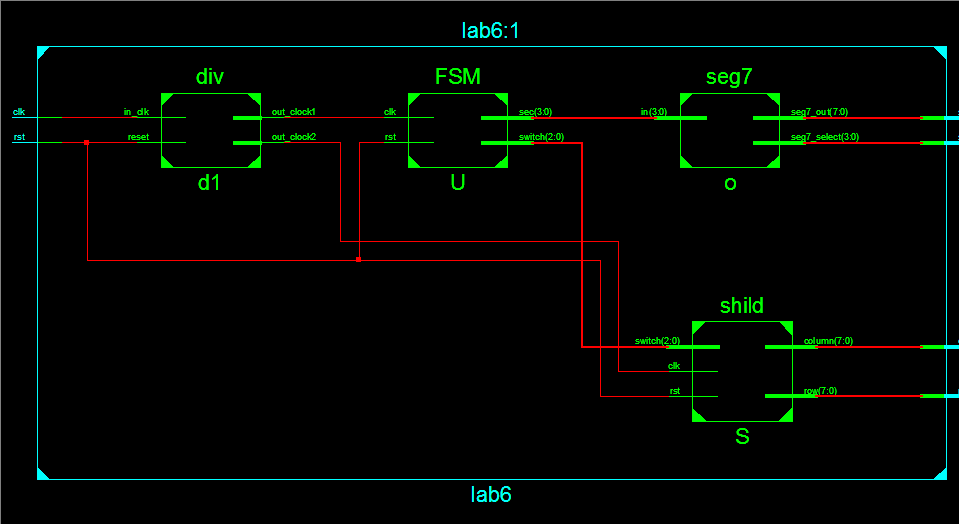 lab6:1
div
FSM
seg7
clk
in_clk
out_clock1
clk
sec(3:0)
in(3:0)
seg7_out(7:0)
rst
reset
out_clock2
rst
switch(2:0)
seg7_select(3:0)
d1
U
o
shild
switch(2:0)
column(7:0)
clk
rst
row(7:0)
S
lab6